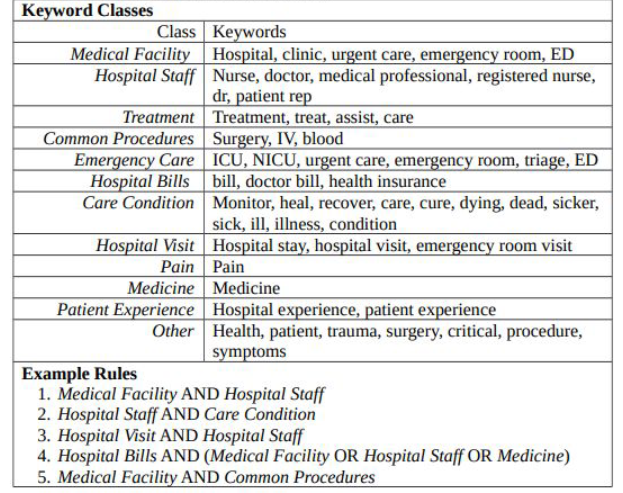 Keyword Classes
Class Keywords
Medical Facility Hospital, clinic, urgent care, emergency room, ED
Hospital Staff Nurse, doctor, medical professional, registered nurse,
dr, patient rep
Treatment Treatment, treat, assist, care
Common Procedures Surgery, IV, blood
Emergency Care ICU, NICU, urgent care, emergency room, triage, ED
Hospital Bills bill, doctor bill, health insurance
Care Condition Monitor, heal, recover, care, cure, dying, dead, sicker,
sick, ill, illness, condition
Hospital Visit Hospital stay, hospital visit, emergency room visit
Pain Pain
Medicine Medicine
Patient Experience Hospital experience, patient experience
Other Health, patient, trauma, surgery, critical, procedure,
symptoms
Example Rules
1. Medical Facility AND Hospital Staff
2. Hospital Staff AND Care Condition
3. Hospital Visit AND Hospital Staff
4. Hospital Bills AND (Medical Facility OR Hospital Staff OR Medicine)
5. Medical Facility AND Common Procedures